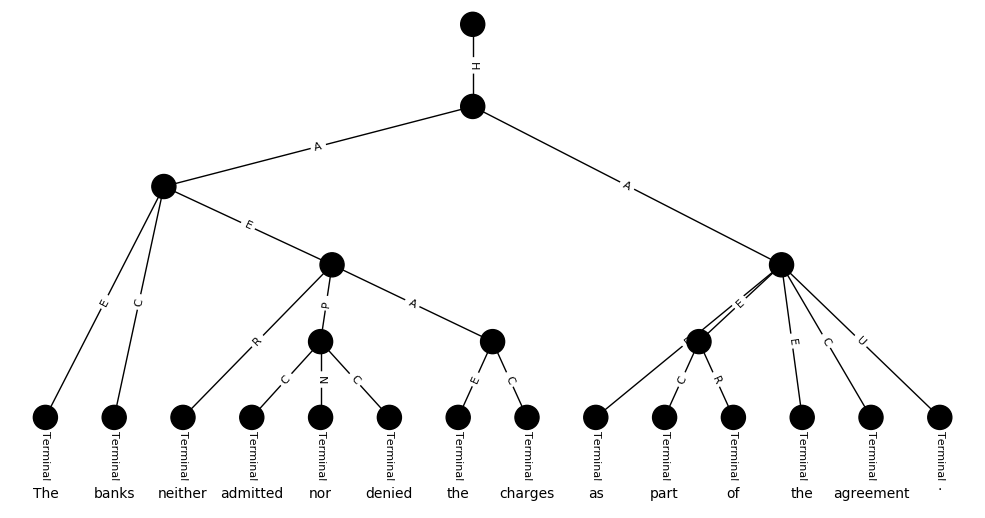 H
A
A
E
E
C
E
P
A
E
R
E
C
U
C
N
C
E
C
C
R
Terminal Terminal Terminal Terminal Terminal Terminal Terminal Terminal Terminal Terminal Terminal Terminal Terminal Terminal
The banks neither admitted nor denied the charges as part of the agreement .